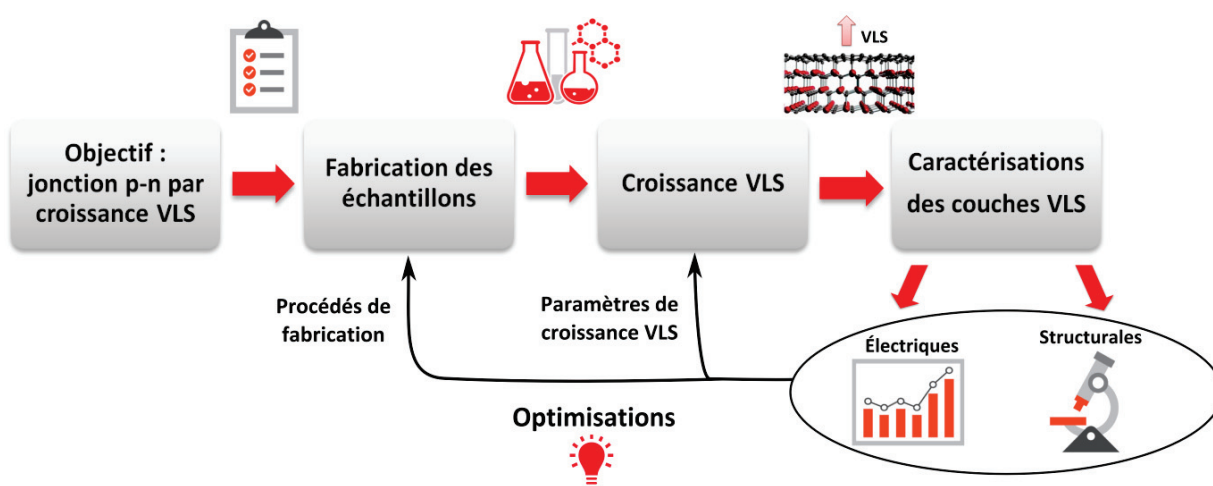 VLS
Objectif :
jonction p-n par
croissance VLS
Fabrication des
échantillons
Croissance VLS
Caractérisations
des couches VLS
Procédés de
fabrication
Paramètres de
croissance VLS
Électriques
Structurales
Optimisations